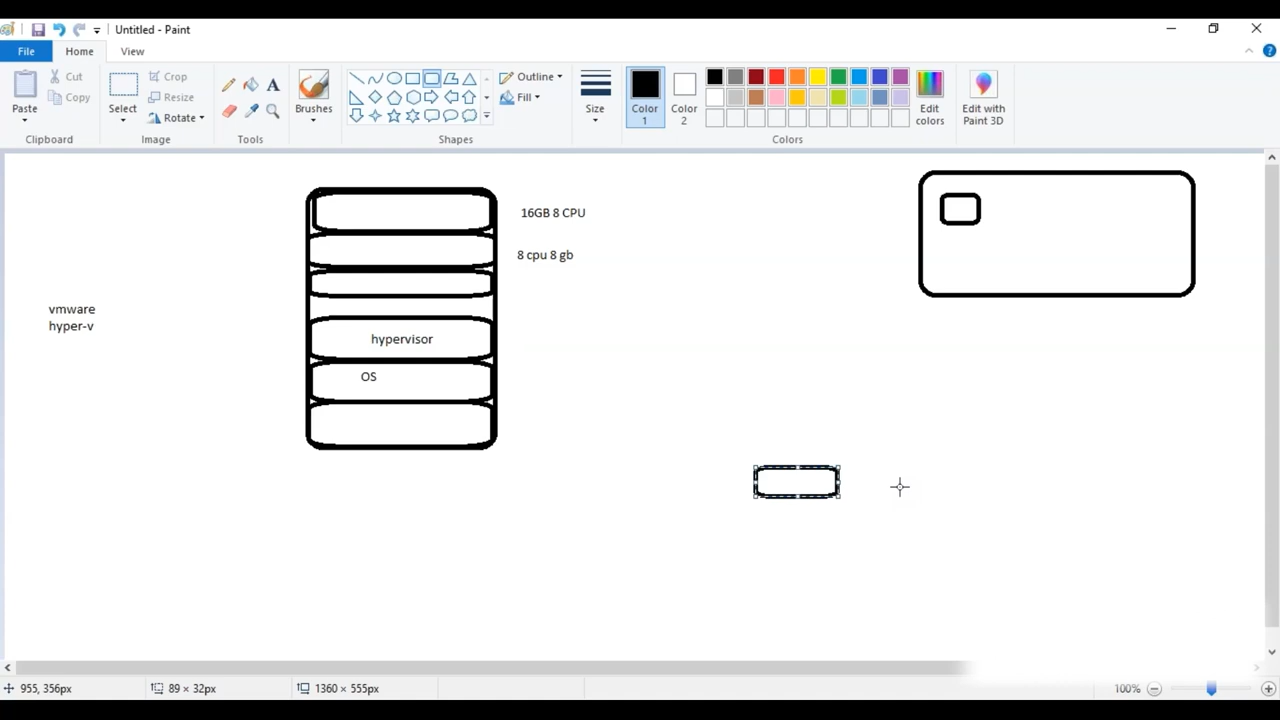 Untitled - Paint
File
Home
View
Paste
Cut
Copy
Clipboard
Select
Crop
Resize
Rotate
Image
A
Tools
Brushes
Outline
Fill
Shapes
Size
Color 1
Color 2
Edit colors
Colors
Edit with Paint 3D
16GB 8 CPU
8 cpu 8 gb
vmware
hyper-v
hypervisor
OS
955, 356px
89 × 32px
1360 × 555px
100%